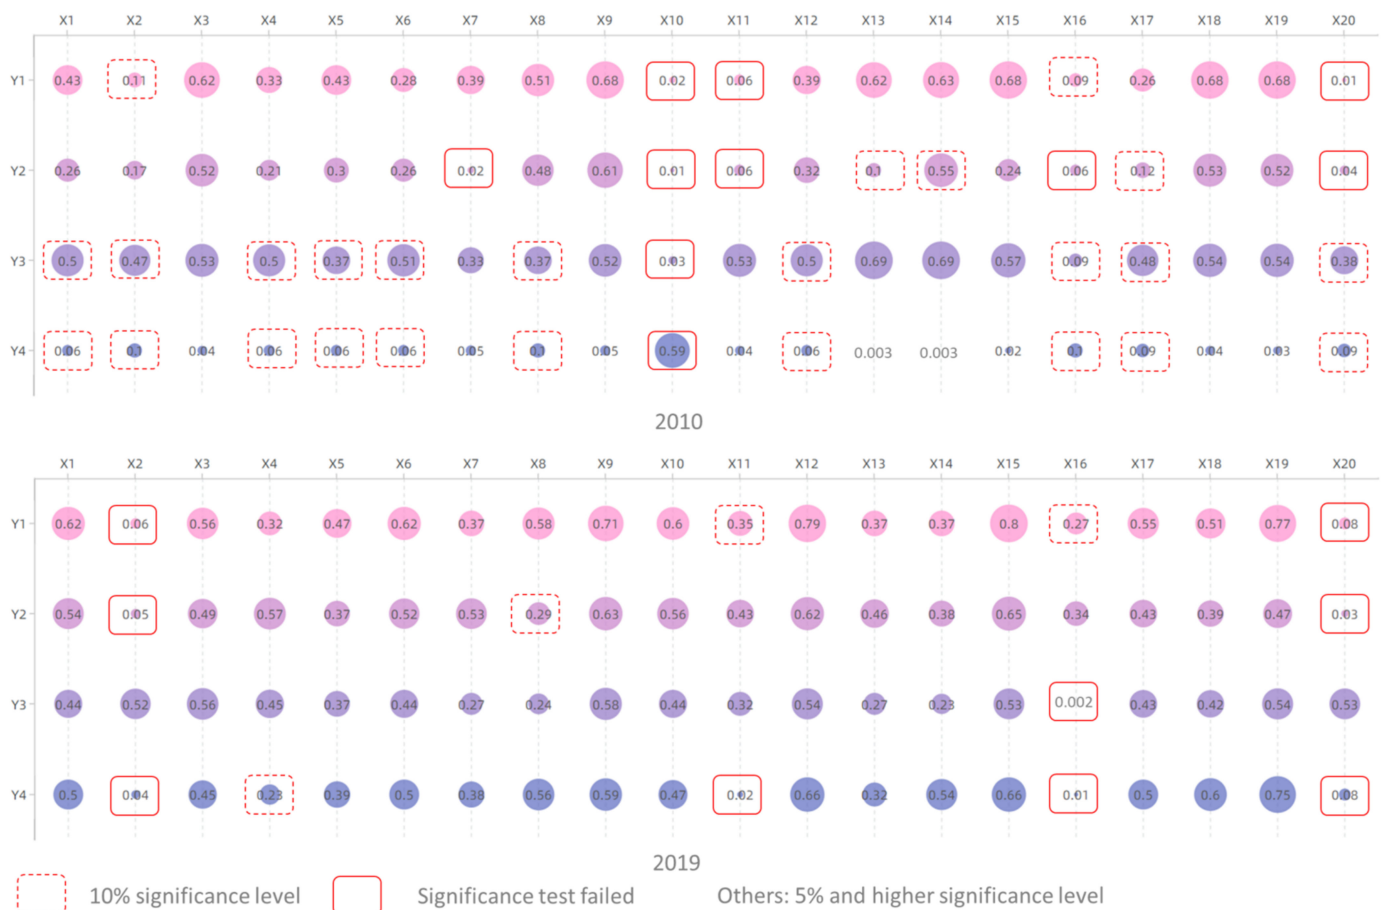 X1 X2 X3 X4 X5 X6 X7 X8 X9 X10 X11 X12 X13 X14 X15 X16 X17 X18 X19 X20
Y1 0.43 0.11 0.62 0.33 0.43 0.28 0.39 0.51 0.68 0.02 0.06 0.39 0.62 0.63 0.68 0.09 0.26 0.68 0.68 0.01
Y2 0.26 0.17 0.52 0.21 0.3 0.26 0.02 0.48 0.61 0.01 0.06 0.32 0.1 0.55 0.24 0.06 0.12 0.53 0.52 0.04
Y3 0.5 0.47 0.53 0.5 0.37 0.51 0.33 0.37 0.52 0.03 0.53 0.5 0.69 0.69 0.57 0.09 0.48 0.54 0.54 0.38
Y4 0.06 0.1 0.04 0.06 0.06 0.06 0.05 0.1 0.05 0.59 0.04 0.06 0.003 0.003 0.02 0.1 0.09 0.04 0.03 0.09
2010
X1 X2 X3 X4 X5 X6 X7 X8 X9 X10 X11 X12 X13 X14 X15 X16 X17 X18 X19 X20
Y1 0.62 0.06 0.56 0.32 0.47 0.62 0.37 0.58 0.71 0.6 0.35 0.79 0.37 0.37 0.8 0.27 0.55 0.51 0.77 0.08
Y2 0.54 0.05 0.49 0.57 0.37 0.52 0.53 0.29 0.63 0.56 0.43 0.62 0.46 0.38 0.65 0.34 0.43 0.39 0.47 0.03
Y3 0.44 0.52 0.56 0.45 0.37 0.44 0.27 0.24 0.58 0.44 0.32 0.54 0.27 0.23 0.53 0.002 0.43 0.42 0.54 0.53
Y4 0.5 0.04 0.45 0.23 0.39 0.5 0.38 0.56 0.59 0.47 0.02 0.66 0.32 0.54 0.66 0.01 0.5 0.6 0.75 0.08
2019
10% significance level Significance test failed Others: 5% and higher significance level